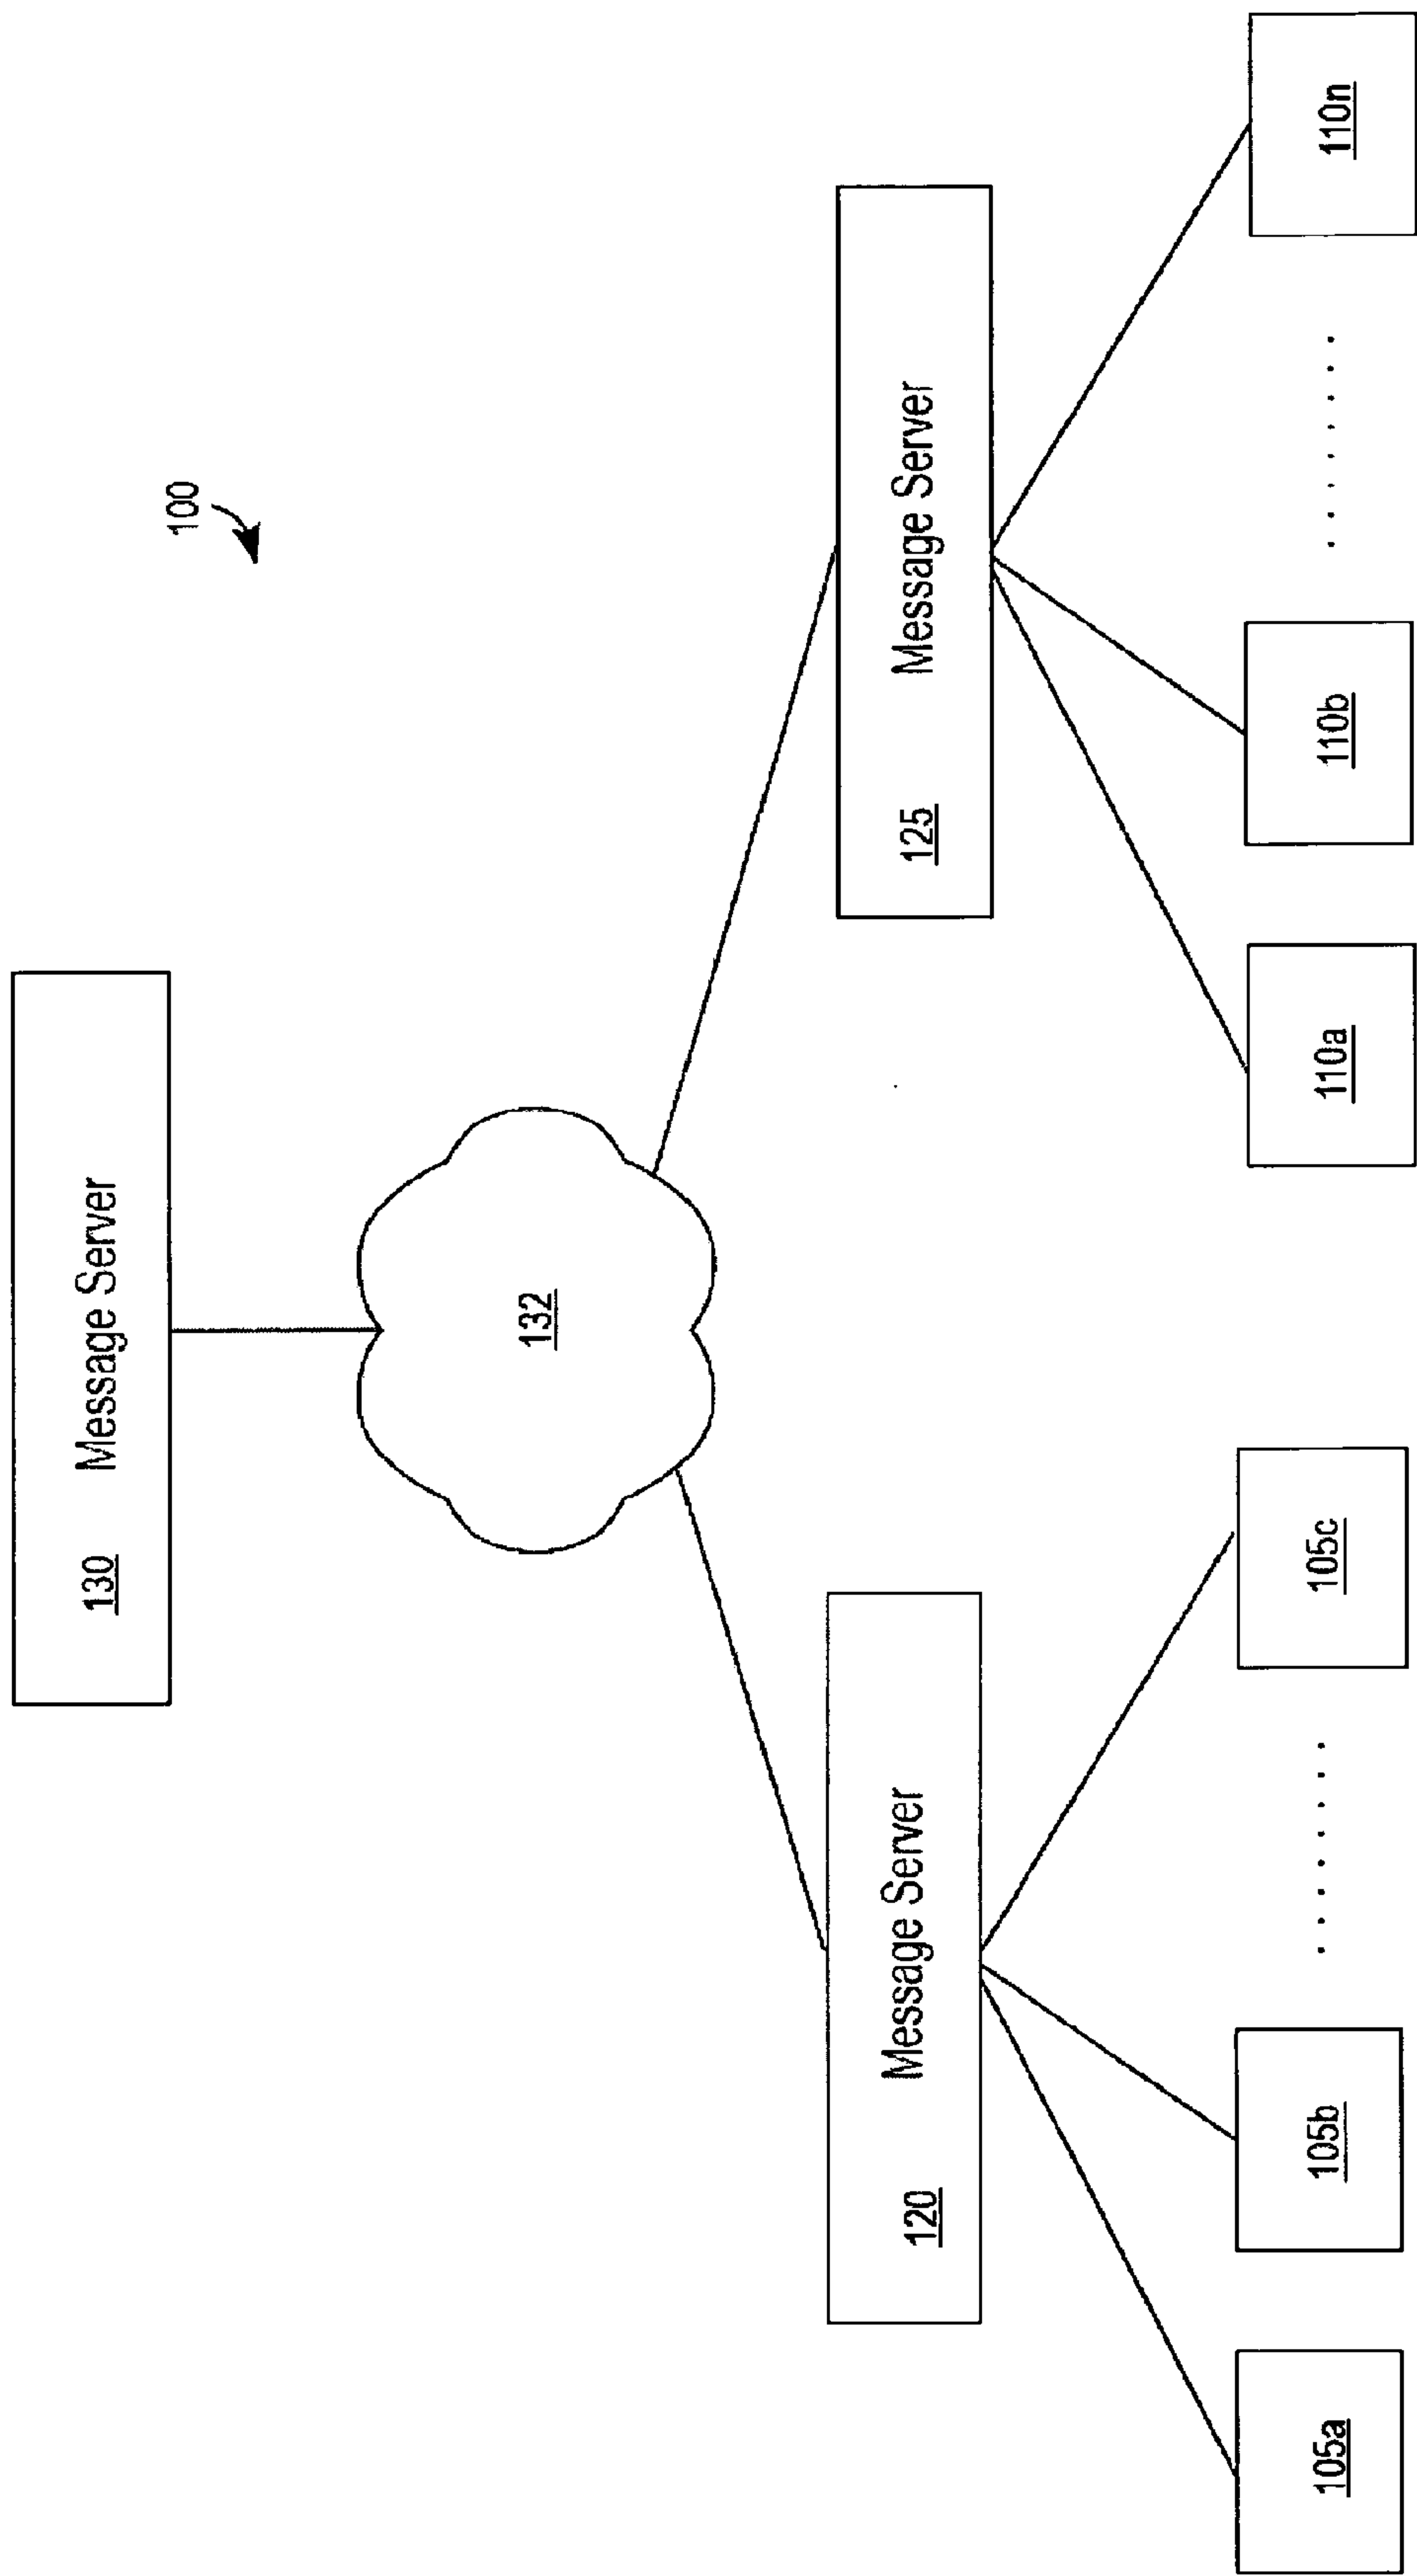 100
130 Message Server
132
120 Message Server
125 Message Server
105a
105b
105c
110a
110b
110n